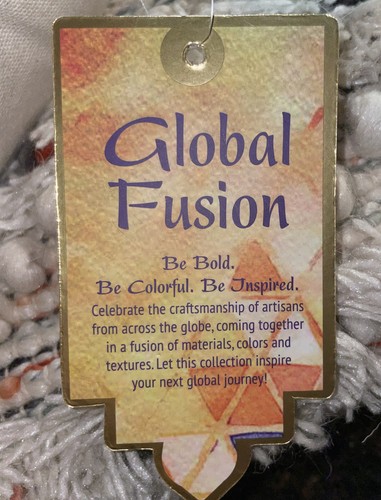 Global
Fusion
Be Bold.
Be Colorful. Be Inspired.
Celebrate the craftsmanship of artisans
from across the globe, coming together
in a fusion of materials, colors and
textures. Let this collection inspire
your next global journey!